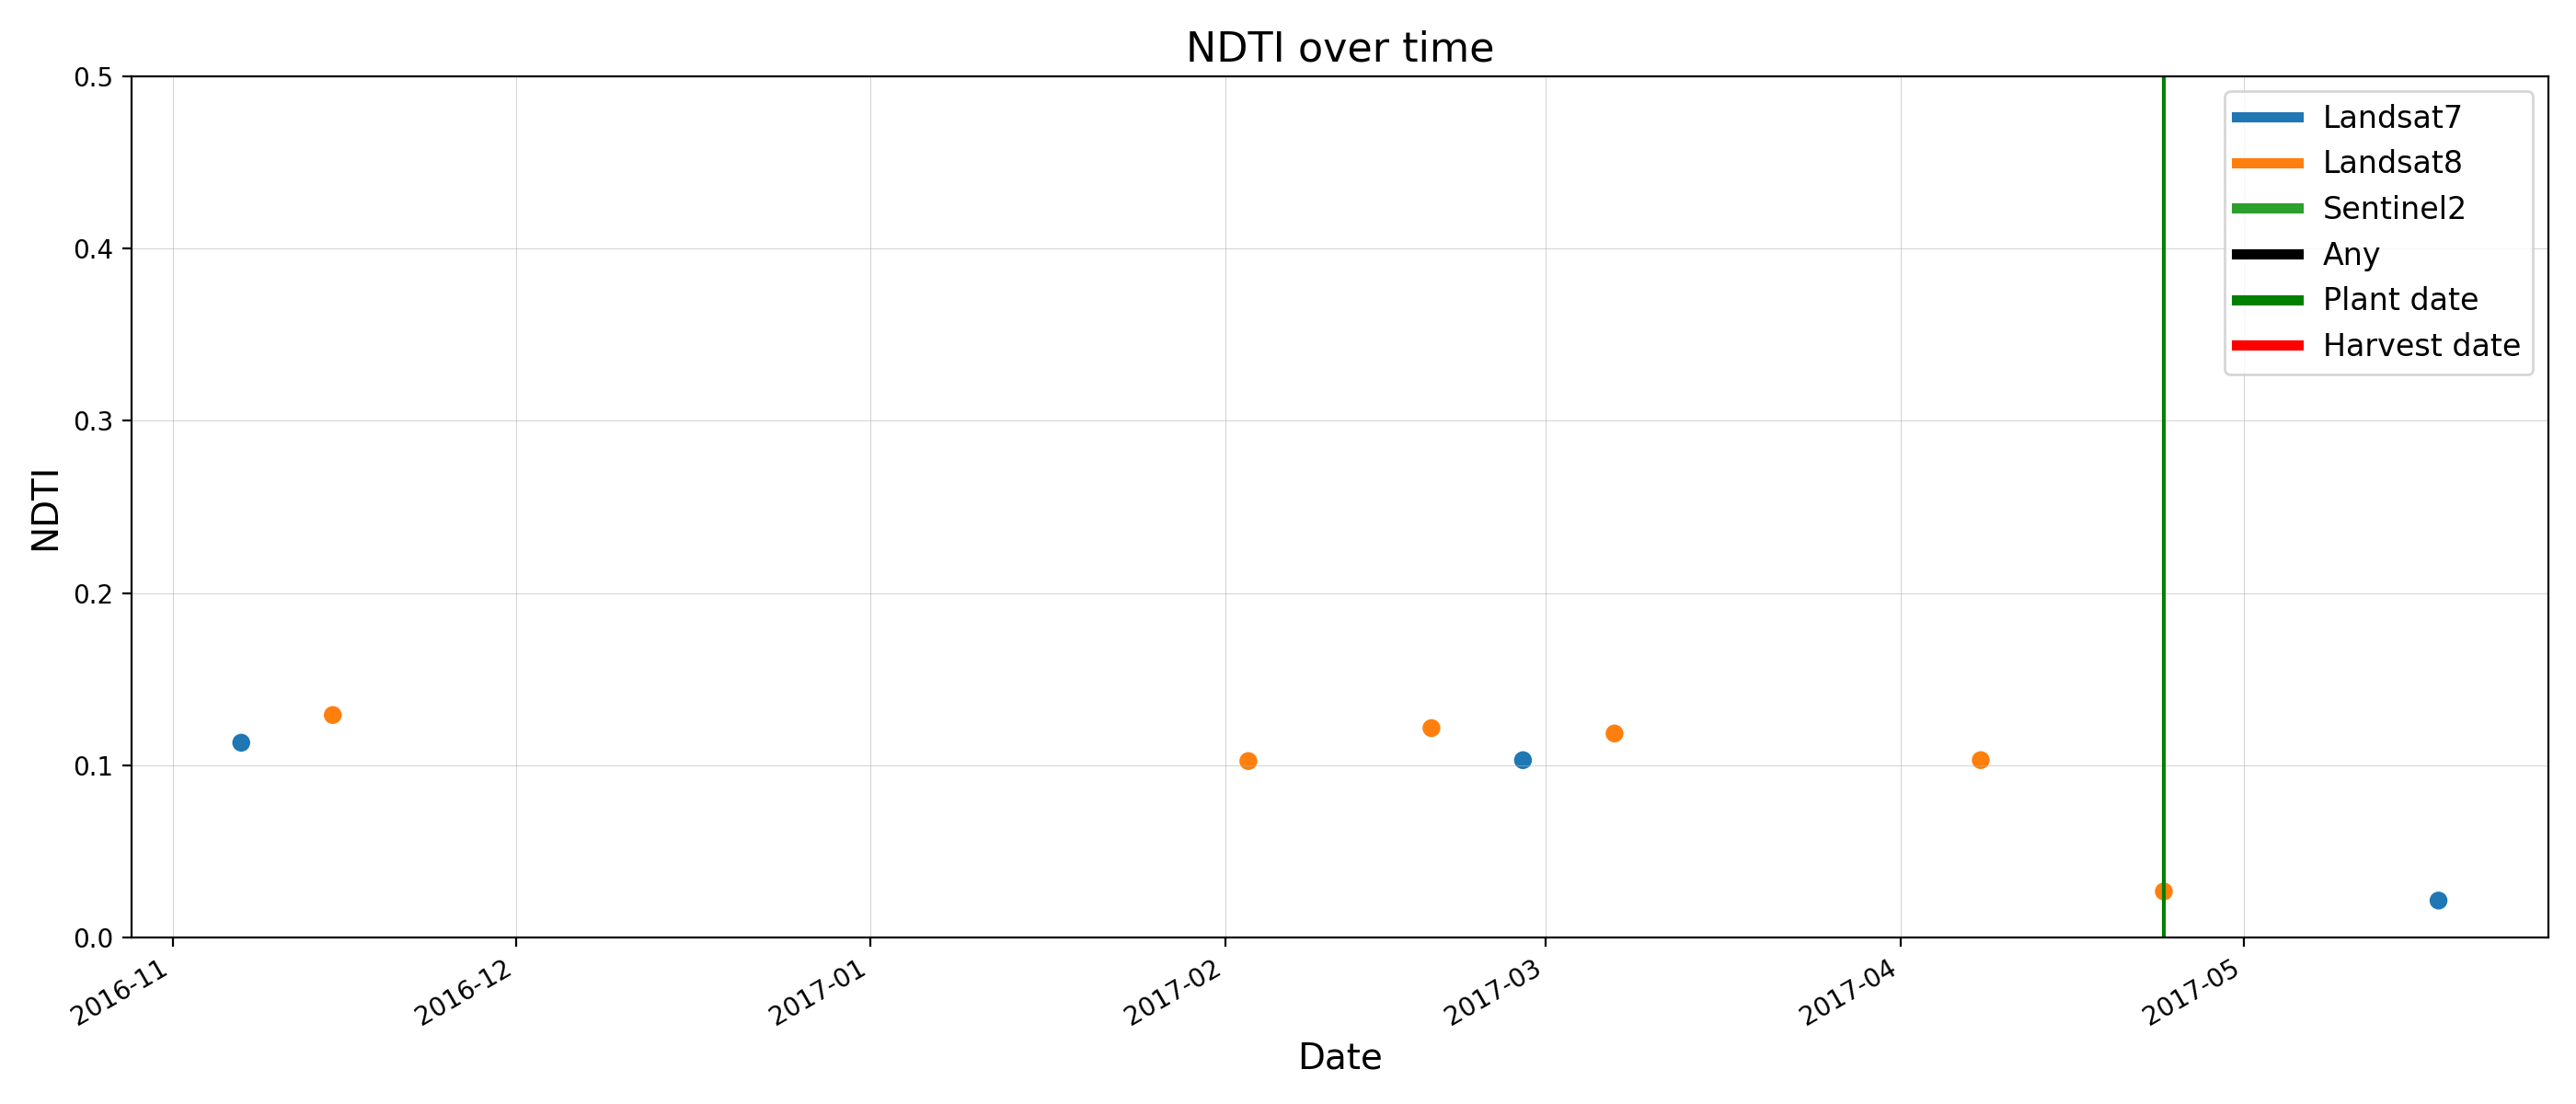 NDTI over time
0.5
0.4
0.3
0.2
0.1
0.0
NDTI
Landsat7
Landsat8
Sentinel2
Any
Plant date
Harvest date
2016-11
2016-12
2017-01
2017-02
2017-03
2017-04
2017-05
Date